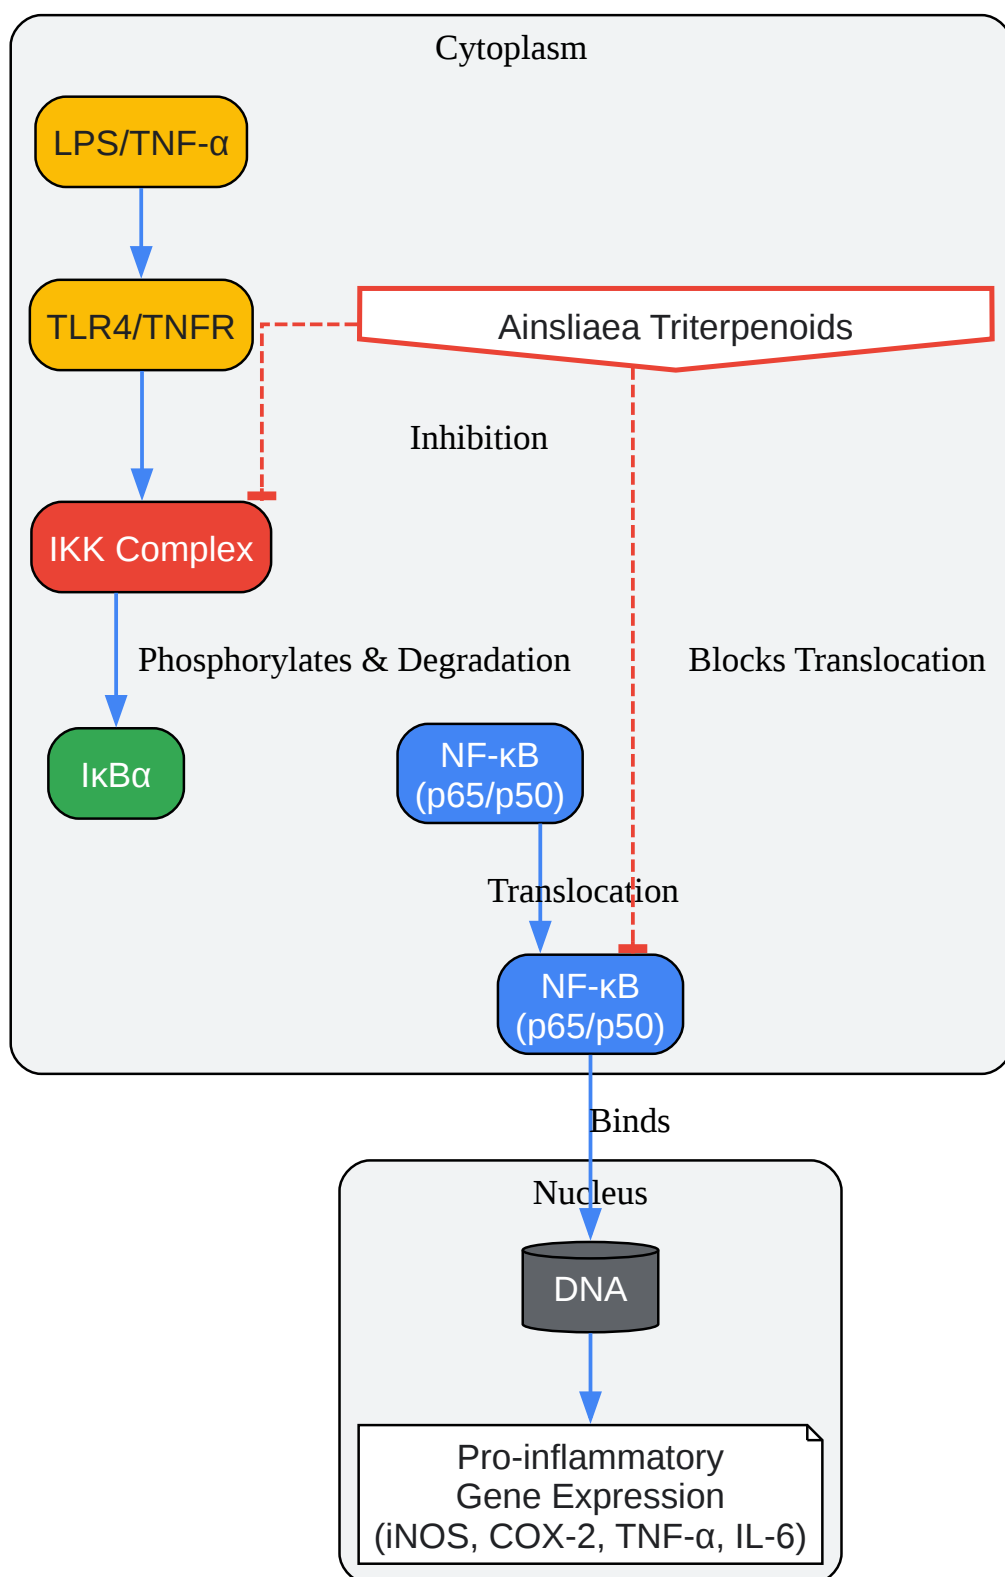 Cytoplasm
LPS/TNF-α
TLR4/TNFR
Ainsliaea Triterpenoids
Inhibition
IKK Complex
Phosphorylates & Degradation
Blocks Translocation
IκBα
NF-κB
(p65/p50)
Translocation
NF-κB
(p65/p50)
Binds
Nucleus
DNA
Pro-inflammatory
Gene Expression
(iNOS, COX-2, TNF-α, IL-6)